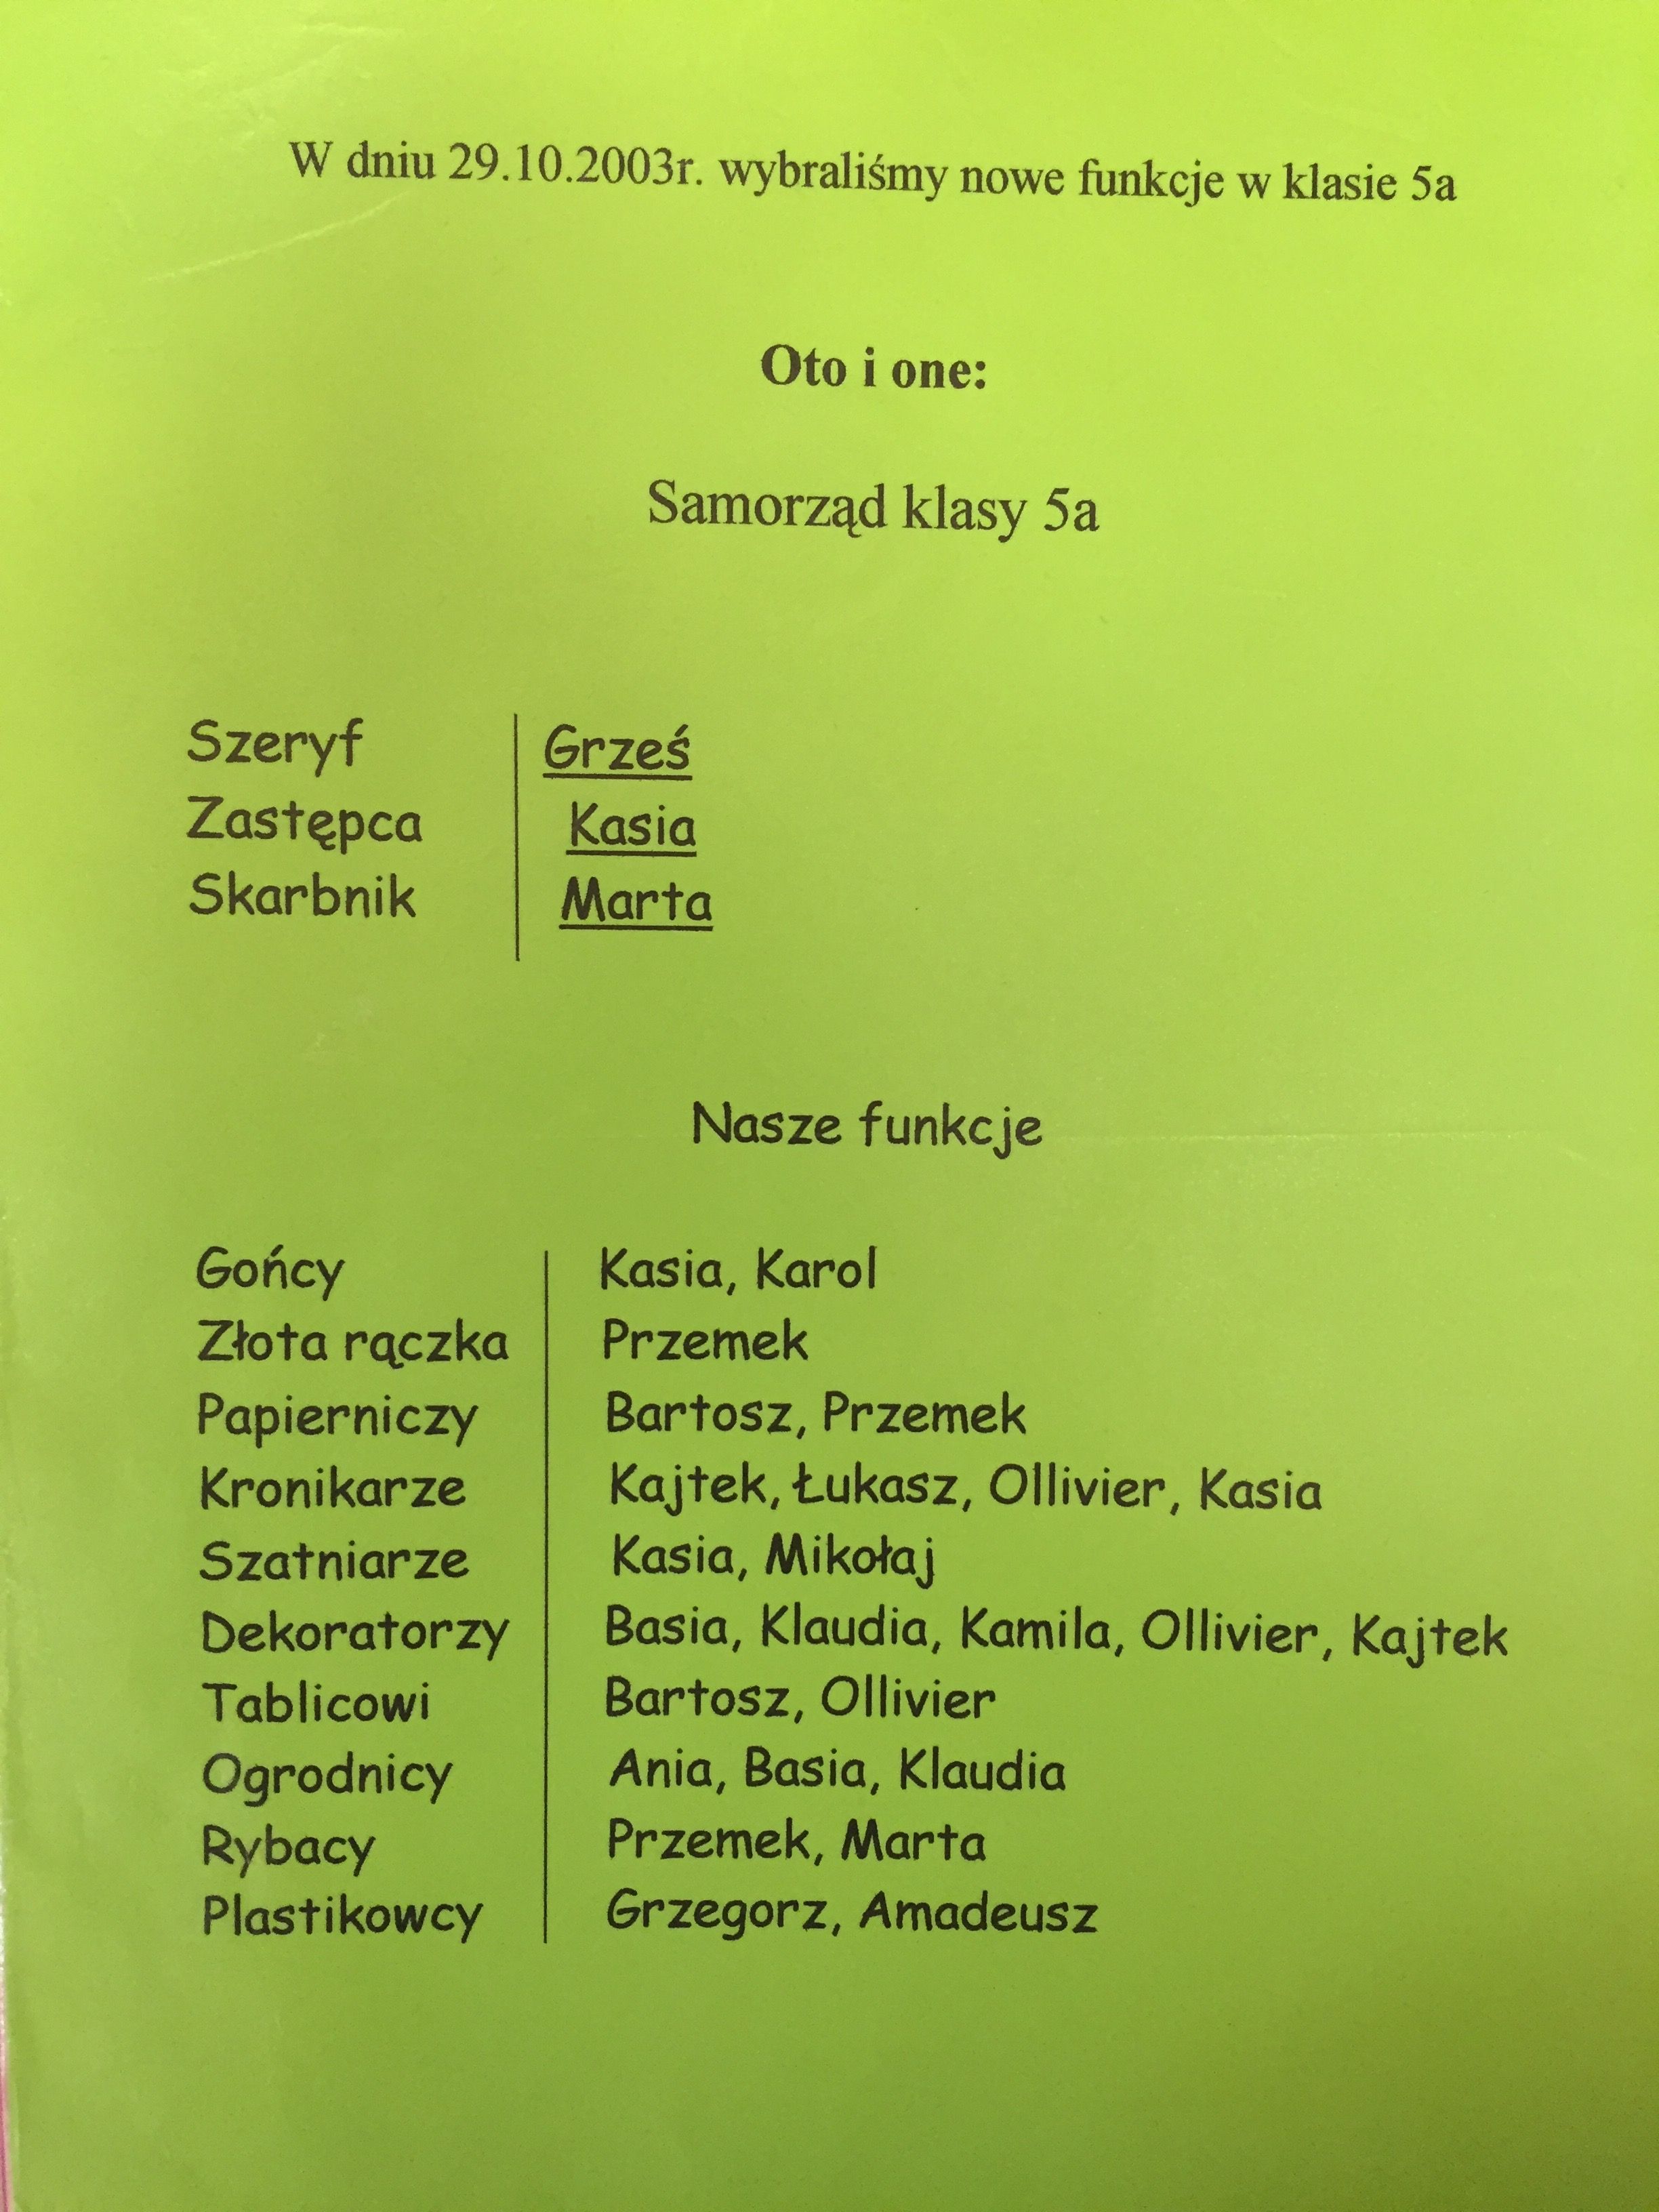 W dniu 29.10.2003r. wybraliśmy nowe funkcje w klasie 5a
Oto i one:
Samorząd klasy 5a
Szeryf Grześ
Zastępca Kasia
Skarbnik Marta
Nasze funkcje
Gońcy Kasia, Karol
Złota rączka Przemek
Papierniczy Bartosz, Przemek
Kronikarze Kajtek, Łukasz, Ollivier, Kasia
Szatniarze Kasia, Mikołaj
Dekoratorzy Basia, Klaudia, Kamila, Ollivier, Kajtek
Tablicowi Bartosz, Ollivier
Ogrodnicy Ania, Basia, Klaudia
Rybacy Przemek, Marta
Plastikowcy Grzegorz, Amadeusz